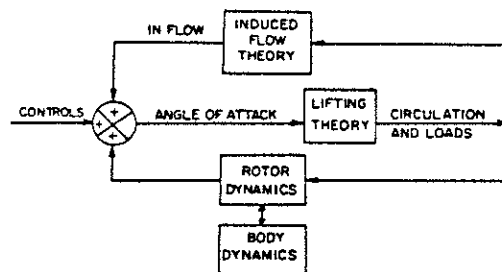 INDUCED
FLOW
THEORY
IN FLOW
+
+
+
CONTROLS
ANGLE OF ATTACK
LIFTING
THEORY
CIRCULATION
AND LOADS
ROTOR
DYNAMICS
BODY
DYNAMICS